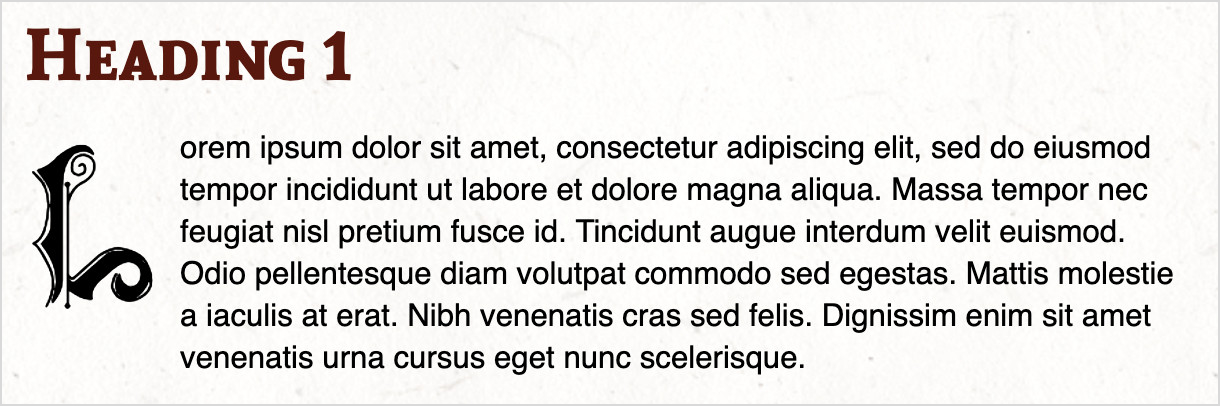 Heading 1
Lorem ipsum dolor sit amet, consectetur adipiscing elit, sed do eiusmod
tempor incididunt ut labore et dolore magna aliqua. Massa tempor nec
feugiat nisl pretium fusce id. Tincidunt augue interdum velit euismod.
Odio pellentesque diam volutpat commodo sed egestas. Mattis molestie
a iaculis at erat. Nibh venenatis cras sed felis. Dignissim enim sit amet
venenatis urna cursus eget nunc scelerisque.